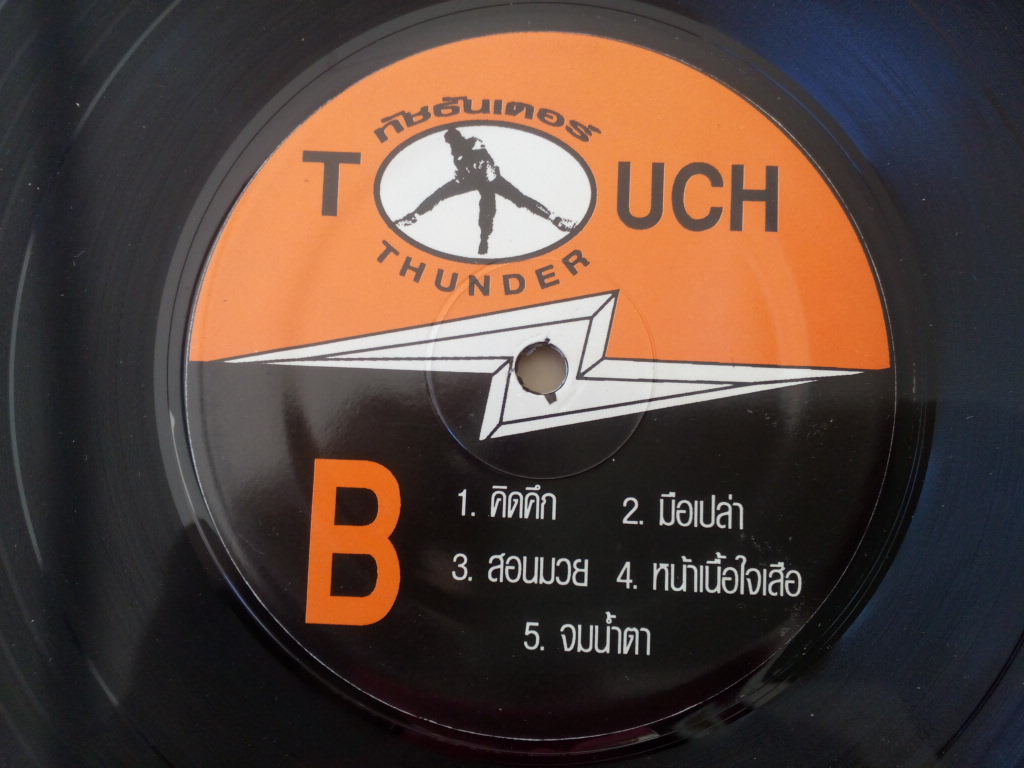 ทัชธันเดอร์
TOUCH
THUNDER
B
1. คิดคึก 2. มือเปล่า
3. สอนมวย 4. หน้าเนื้อใจเสือ
5. จมน้ำตา